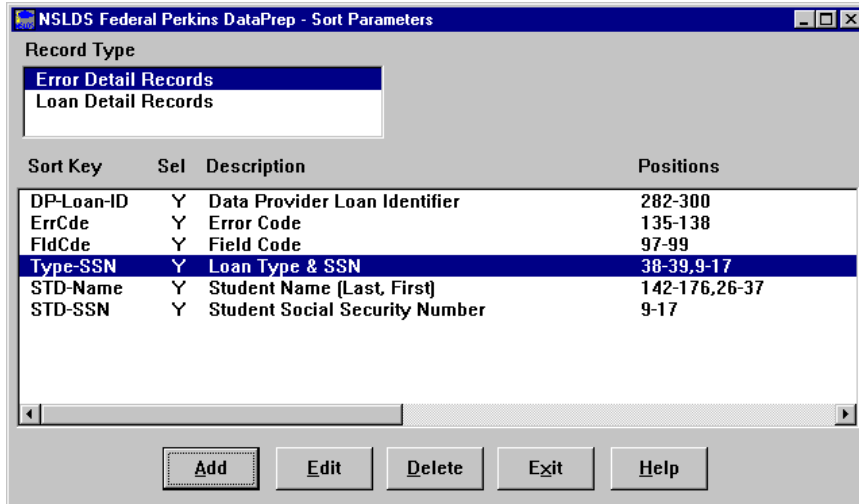 NSLDS Federal Perkins DataPrep - Sort Parameters
Record Type
Error Detail Records
Loan Detail Records
Sort Key Sel Description Positions
DP-Loan-ID Y Data Provider Loan Identifier 282-300
ErrCde Y Error Code 135-138
FldCde Y Field Code 97-99
Type-SSN Y Loan Type & SSN 38-39,9-17
STD-Name Y Student Name (Last, First) 142-176,26-37
STD-SSN Y Student Social Security Number 9-17
Add Edit Delete Exit Help